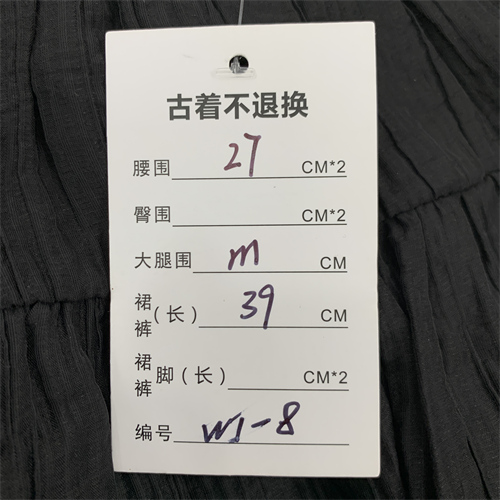 古着不退换
腰围 27 CM*2
臀围 CM*2
大腿围 m CM
裙裤(长) 39 CM
裙裤脚(长) CM*2
编号 W1-8